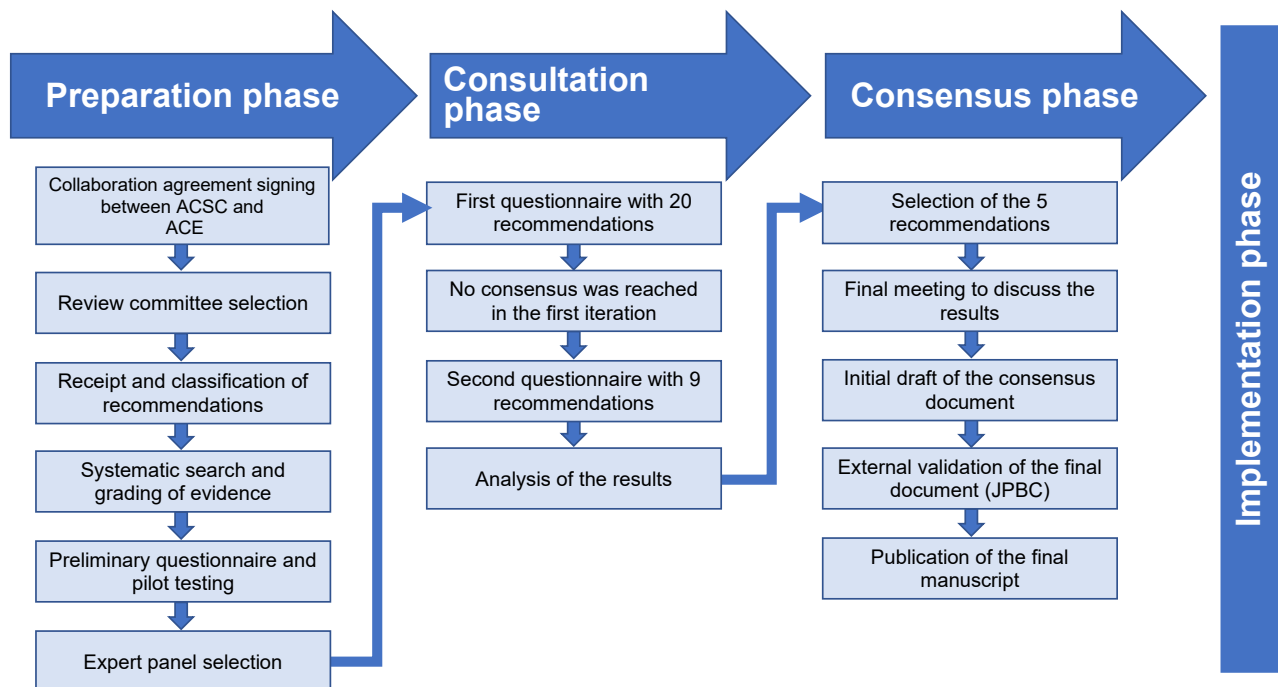 Preparation phase
Collaboration agreement signing
between ACSC and
ACE
Review committee selection
Receipt and classification of
recommendations
Systematic search and
grading of evidence
Preliminary questionnaire and
pilot testing
Expert panel selection
Consultation
phase
First questionnaire with 20
recommendations
No consensus was reached
in the first iteration
Second questionnaire with 9
recommendations
Analysis of the results
Consensus phase
Selection of the 5
recommendations
Final meeting to discuss the
results
Initial draft of the consensus
document
External validation of the final
document (JPBC)
Publication of the final
manuscript
Implementation phase